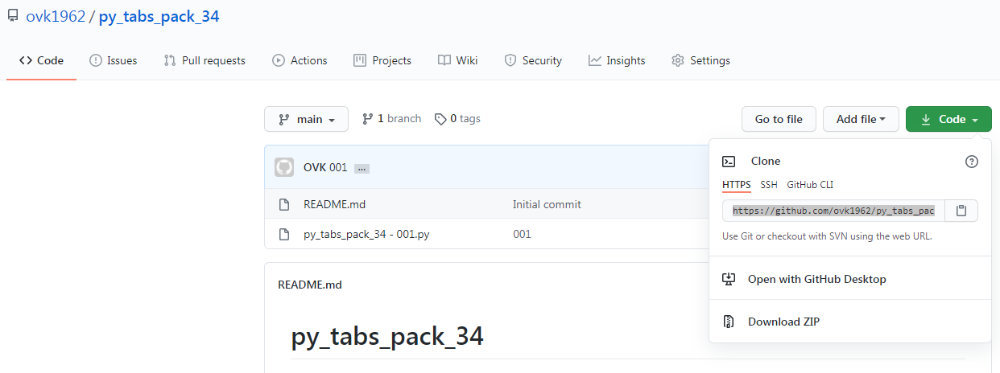 ovk1962 / py_tabs_pack_34
Code Issues Pull requests Actions Projects Wiki Security Insights Settings
main 1 branch 0 tags Go to file Add file Code
OVK 001 ...
README.md Initial commit
py_tabs_pack_34 - 001.py 001
README.md
py_tabs_pack_34
Clone
HTTPS SSH GitHub CLI
https://github.com/ovk1962/py_tabs_pac
Use Git or checkout with SVN using the web URL.
Open with GitHub Desktop
Download ZIP